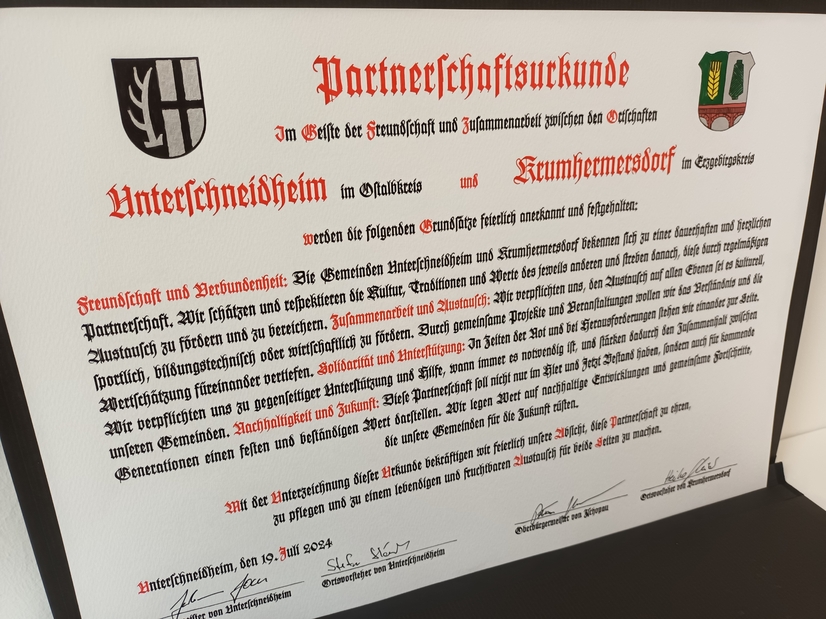 Partnerſchaftsurkunde
Im Geiſte der Freundſchaft und Zuſammenarbeit zwiſchen den Ortſchaften
Unterſchneidheim im Oſtalbkreis und Krumhermersdorf im Erzgebirgskreis
werden die folgenden Grundſätze feierlich anerkannt und feſtgehalten:
Freundſchaft und Verbundenheit: Die Gemeinden Unterſchneidheim und Krumhermersdorf bekennen ſich zu einer dauerhaften und herzlichen
Partnerſchaft. Wir ſchätzen und reſpektieren die Kultur, Traditionen und Werte des jeweils anderen und ſtreben danach, dieſe durch regelmäßigen
Austauſch zu fördern und zu bereichern. Zuſammenarbeit und Austauſch: Wir verpflichten uns, den Austauſch auf allen Ebenen ſei es kulturell,
ſportlich, bildungstechniſch oder wirtſchaftlich zu fördern. Durch gemeinſame Projekte und Veranſtaltungen wollen wir das Verſtändnis und die
Wertſchätzung füreinander vertiefen. Solidarität und Unterſtützung: In Zeiten der Not und bei Herausforderungen ſtehen wir einander zur Seite.
Wir verpflichten uns zu gegenſeitiger Unterſtützung und Hilfe, wann immer es notwendig iſt, und ſtärken dadurch den Zuſammenhalt zwiſchen
unſeren Gemeinden. Nachhaltigkeit und Zukunft: Dieſe Partnerſchaft ſoll nicht nur im Hier und Jetzt Beſtand haben, ſondern auch für kommende
Generationen einen feſten und beſtändigen Wert darſtellen. Wir legen Wert auf nachhaltige Entwicklungen und gemeinſame Fortſchritte,
die unſere Gemeinden für die Zukunft rüſten.
Mit der Unterzeichnung dieſer Urkunde bekräftigen wir feierlich unſere Abſicht, dieſe Partnerſchaft zu ehren,
zu pflegen und zu einem lebendigen und fruchtbaren Austauſch für beide Seiten zu machen.
Unterſchneidheim, den 19. Juli 2024
von Unterſchneidheim
Stefan
Ortsvorſteher von Unterſchneidheim
Oberbürgermeiſter von Zſchopau
Ortsvorſteher von Krumhermersdorf